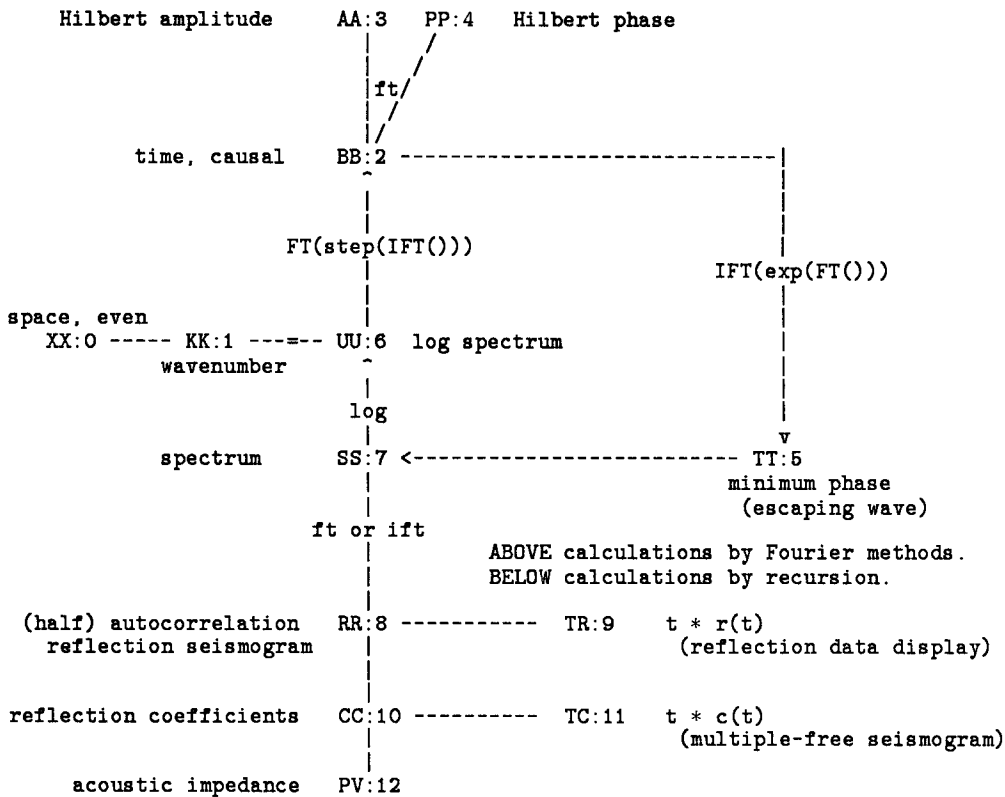 Hilbert amplitude AA:3 PP:4 Hilbert phase
ft
time, causal BB:2
FT(step(IFT()))
IFT(exp(FT()))
space, even
XX:0 ----- KK:1 ---=-- UU:6 log spectrum
wavenumber
log
spectrum SS:7 <----------------------- TT:5
minimum phase
(escaping wave)
ft or ift
ABOVE calculations by Fourier methods.
BELOW calculations by recursion.
(half) autocorrelation RR:8 ---------- TR:9 t * r(t)
reflection seismogram (reflection data display)
reflection coefficients CC:10 ---------- TC:11 t * c(t)
(multiple-free seismogram)
acoustic impedance PV:12